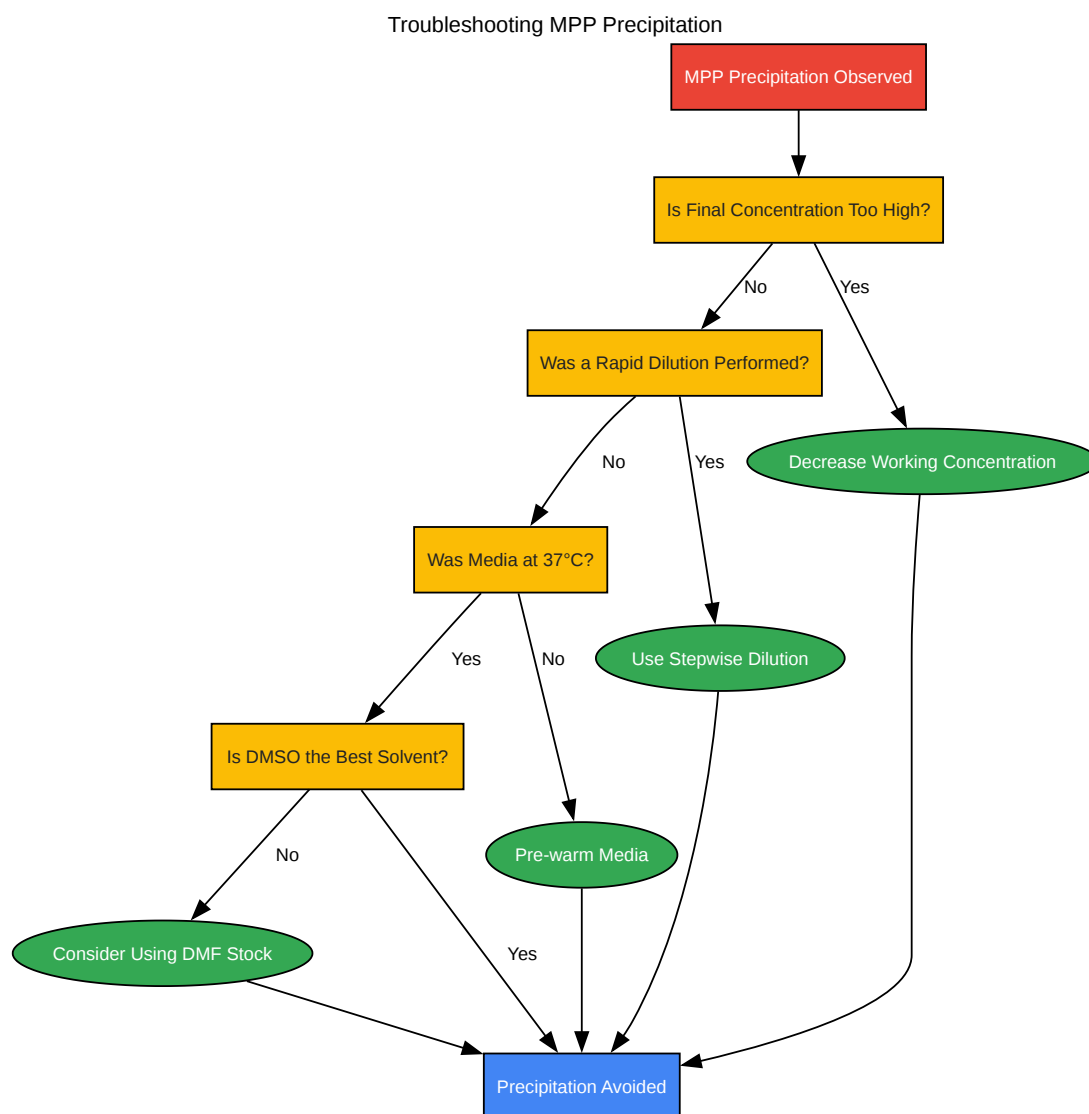 Troubleshooting MPP Precipitation
MPP Precipitation Observed
Is Final Concentration Too High?
No
Yes
Was a Rapid Dilution Performed?
No
Yes
Decrease Working Concentration
Was Media at 37°C?
Yes
No
Use Stepwise Dilution
Is DMSO the Best Solvent?
No
Pre-warm Media
Yes
Consider Using DMF Stock
Precipitation Avoided